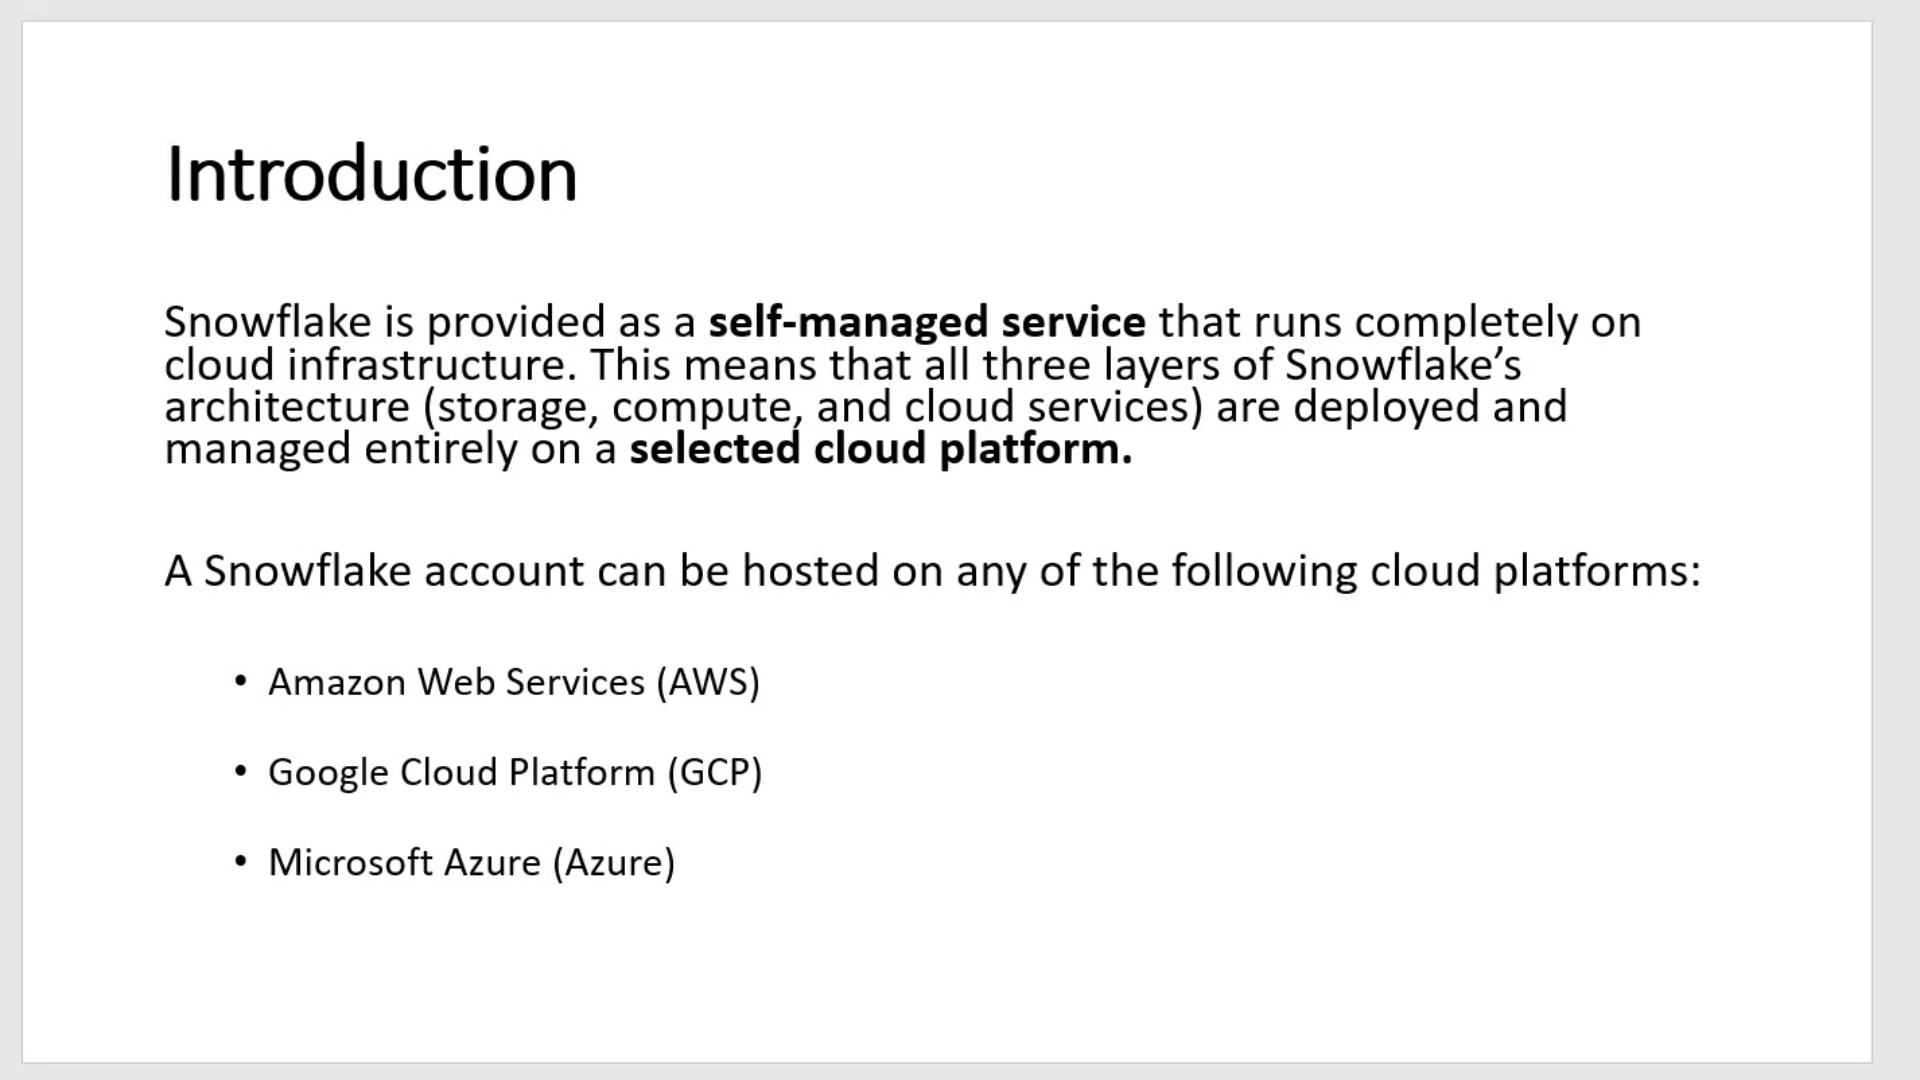 Introduction
Snowflake is provided as a self-managed service that runs completely on
cloud infrastructure. This means that all three layers of Snowflake’s
architecture (storage, compute, and cloud services) are deployed and
managed entirely on a selected cloud platform.
A Snowflake account can be hosted on any of the following cloud platforms:
• Amazon Web Services (AWS)
• Google Cloud Platform (GCP)
• Microsoft Azure (Azure)